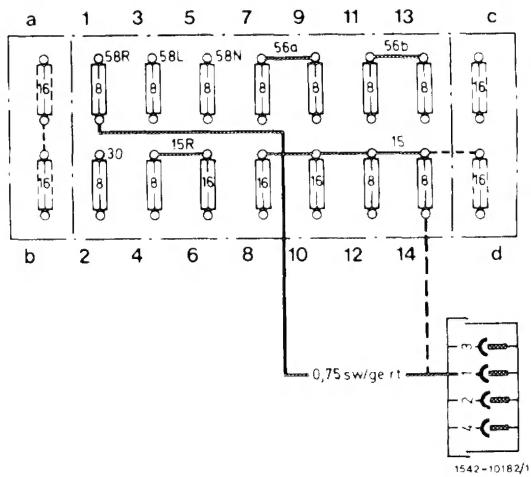 a 1 3 5 7 9 11 13 c
58R 58L 58N 56a 56b
16 8 8 8 8 8 8 8 16
30 15R 15
16 8 8 16 16 16 8 8 16
b 2 4 6 8 10 12 14 d
3
0,75 sw/ge rt 1
2
4
1542-10182/1